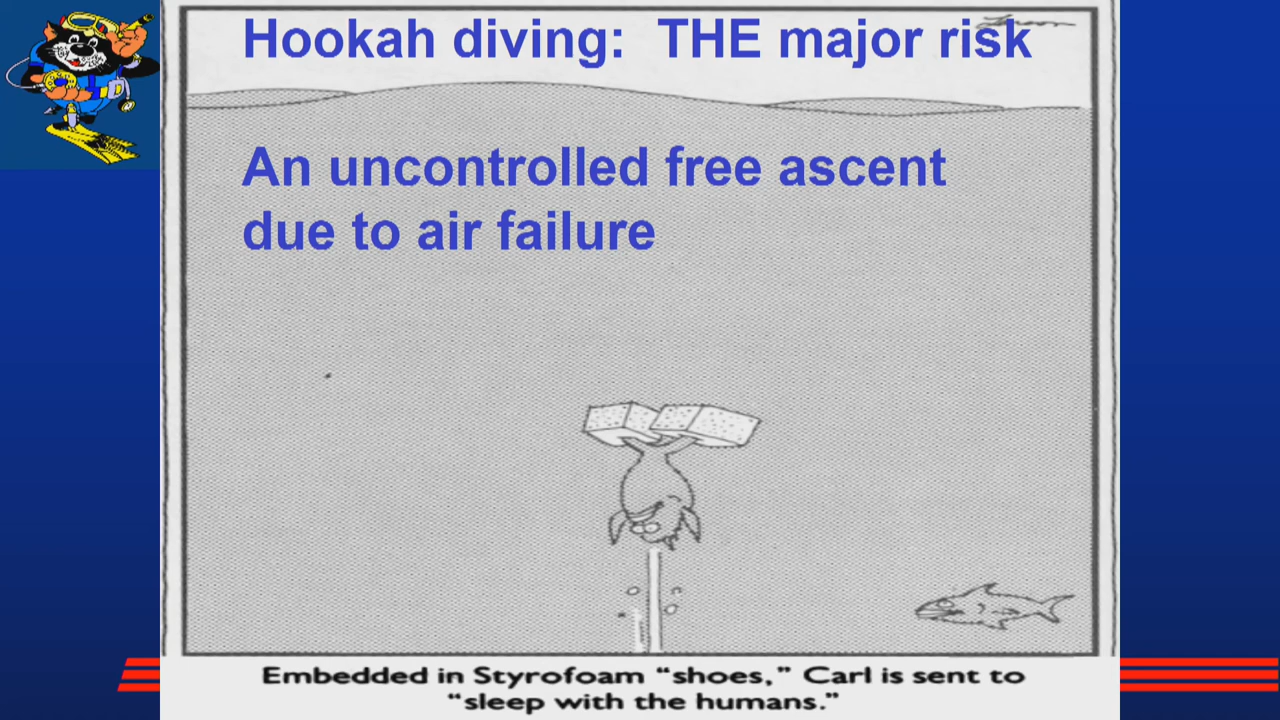 Hookah diving: THE major risk
An uncontrolled free ascent
due to air failure
Embedded in Styrofoam “shoes,” Carl is sent to
“sleep with the humans.”